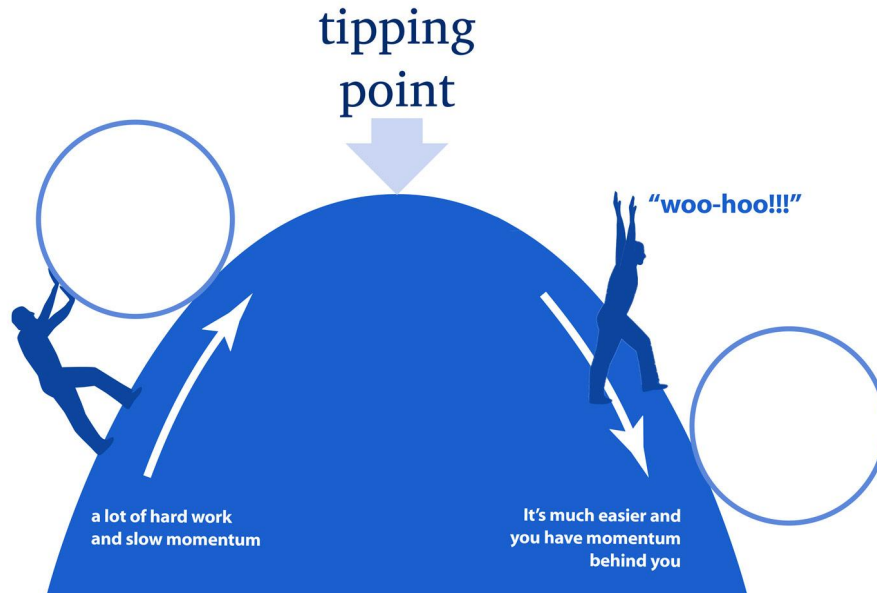 tipping
point
“woo-hoo!!!”
a lot of hard work
and slow momentum
It’s much easier and
you have momentum
behind you